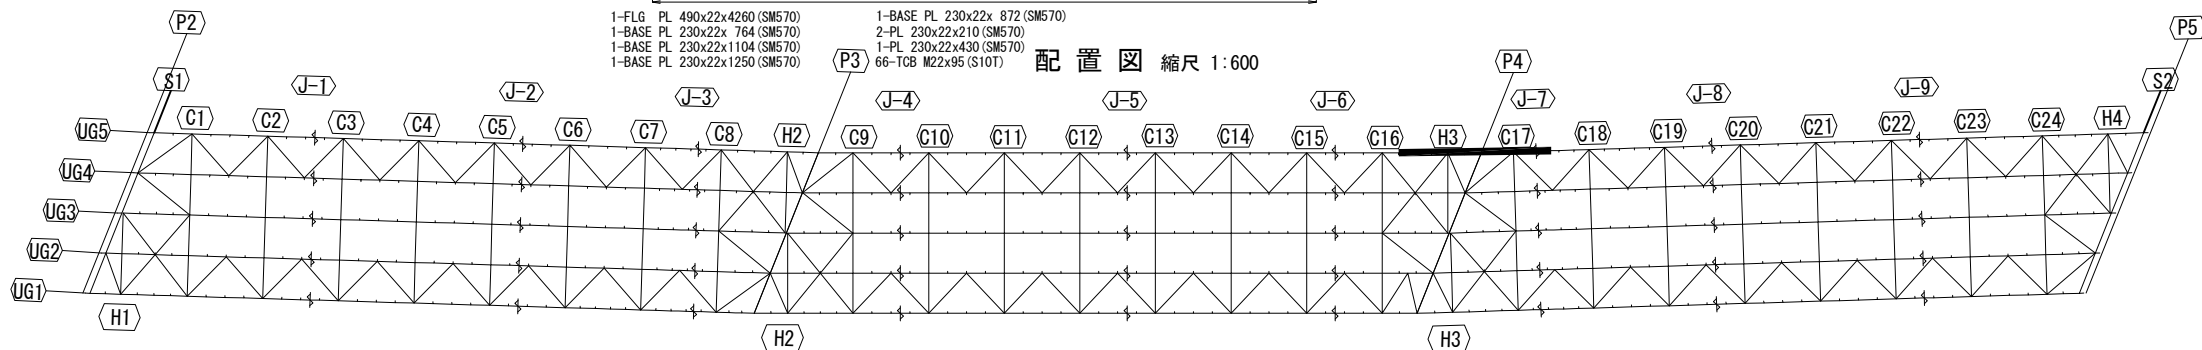 1-FLG PL 490x22x4260(SM570)
1-BASE PL 230x22x 764(SM570)
1-BASE PL 230x22x1104(SM570)
1-BASE PL 230x22x1250(SM570)
1-BASE PL 230x22x 872(SM570)
2-PL 230x22x210(SM570)
1-PL 230x22x430(SM570)
66-TCB M22x95(S10T)
配置図 縮尺 1:600
P2 P3 P4 P5
S1 S2
J-1 J-2 J-3 J-4 J-5 J-6 J-7 J-8 J-9
C1 C2 C3 C4 C5 C6 C7 C8 H2 C9 C10 C11 C12 C13 C14 C15 C16 H3 C17 C18 C19 C20 C21 C22 C23 C24 H4
UG5
UG4
UG3
UG2
UG1
H1 H2 H3